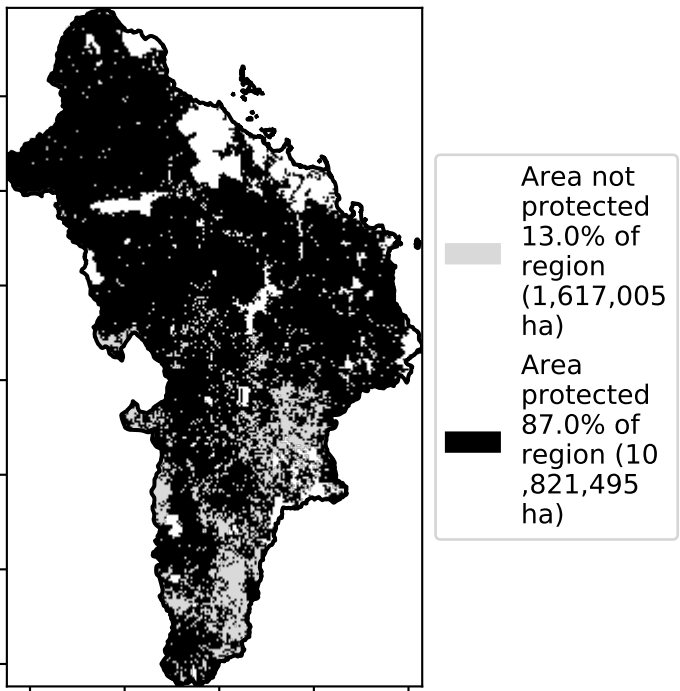 Area not
protected
13.0% of
region
(1,617,005
ha)
Area
protected
87.0% of
region (10
,821,495
ha)